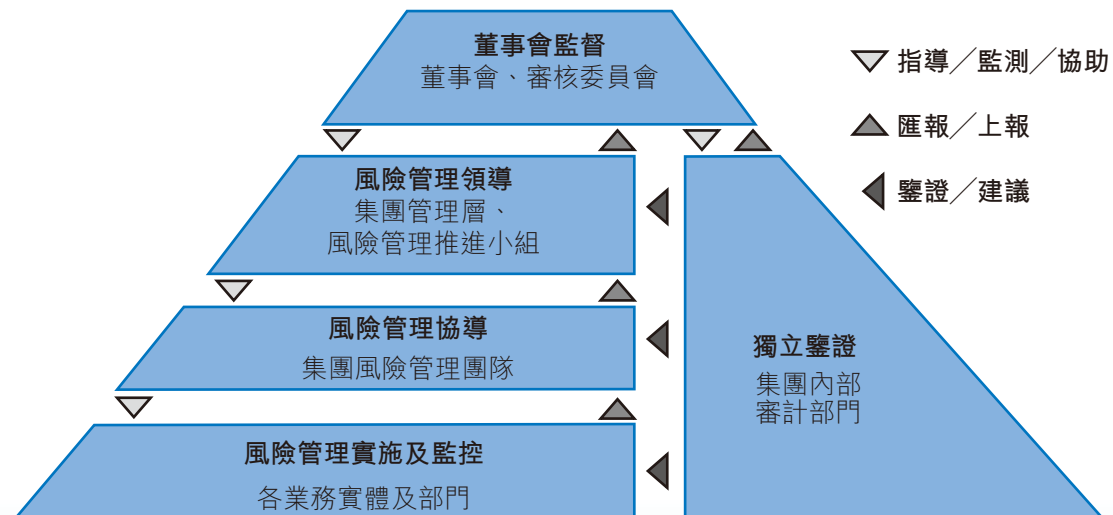 董事會監督
董事會、審核委員會
指導╱監測╱協助
匯報╱上報
鑒證╱建議
風險管理領導
集團管理層、
風險管理推進小組
風險管理協導
集團風險管理團隊
風險管理實施及監控
各業務實體及部門
獨立鑒證
集團內部
審計部門